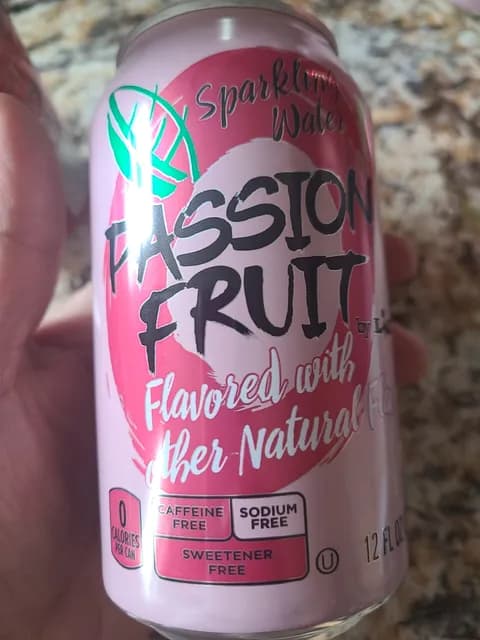 Sparkling
Water
PASSION
FRUIT
by
Flavored with
other Natural
0
CALORIES
PER CAN
CAFFEINE
FREE
SODIUM
FREE
SWEETENER
FREE
U
12 FL OZ